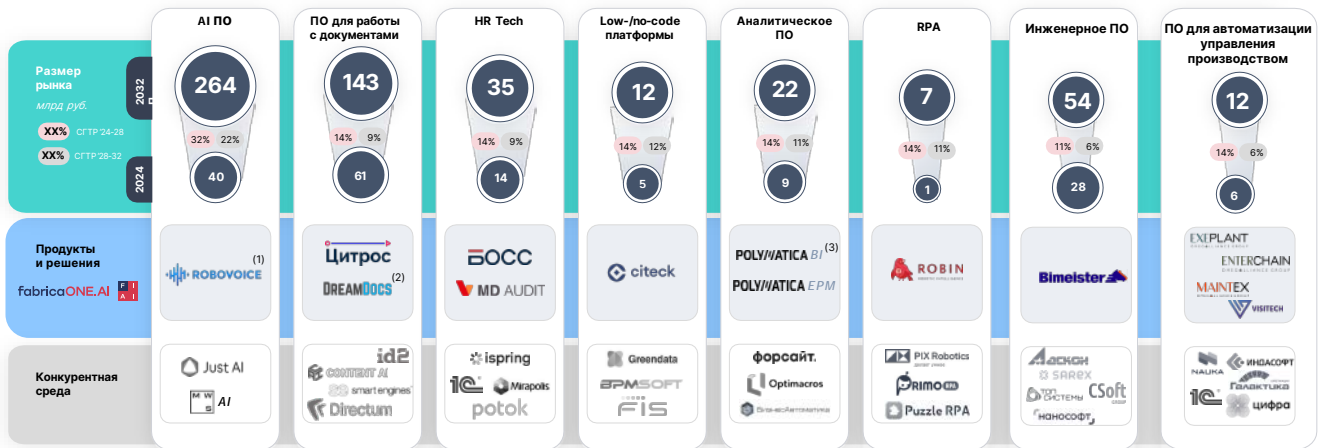 AI ПО
ПО для работы
с документами
HR Tech
Low-/no-code
платформы
Аналитическое
ПО
RPA
Инженерное ПО
ПО для автоматизации
управления
производством
Размер
рынка
млрд руб.
XX% СГТР'24-28
XX% СГТР'28-32
2032
П
2024
264
32% 22%
40
143
14% 9%
61
35
14% 9%
14
12
14% 12%
5
22
14% 11%
9
7
14% 11%
1
54
11% 6%
28
12
14% 6%
6
Продукты
и решения
fabricaONE.AI
F I
A I
ROBOVOICE (1)
Цитрос
DREAMDOCS (2)
БОСС
MD AUDIT
citeck
POLYMATICA BI (3)
POLYMATICA EPM
ROBIN
Bimeister
EXEPLANT
ENTERCHAIN
MAINTEX
VISITECH
Конкурентная
среда
Just AI
M W
S AI
id2
CONTENT AI
smart engines
Directum
ispring
1С Mirapolis
potok
Greendata
BPMSOFT
FIS
форсайт.
Optimacros
БизнесАвтоматика
PIX Robotics
PRIMO RPA
Puzzle RPA
АСКОН
SAREX
ТОП СИСТЕМЫ
CSoft
нанософт
NAUKA
ИНДАСОФТ
Галактика
1С
цифра